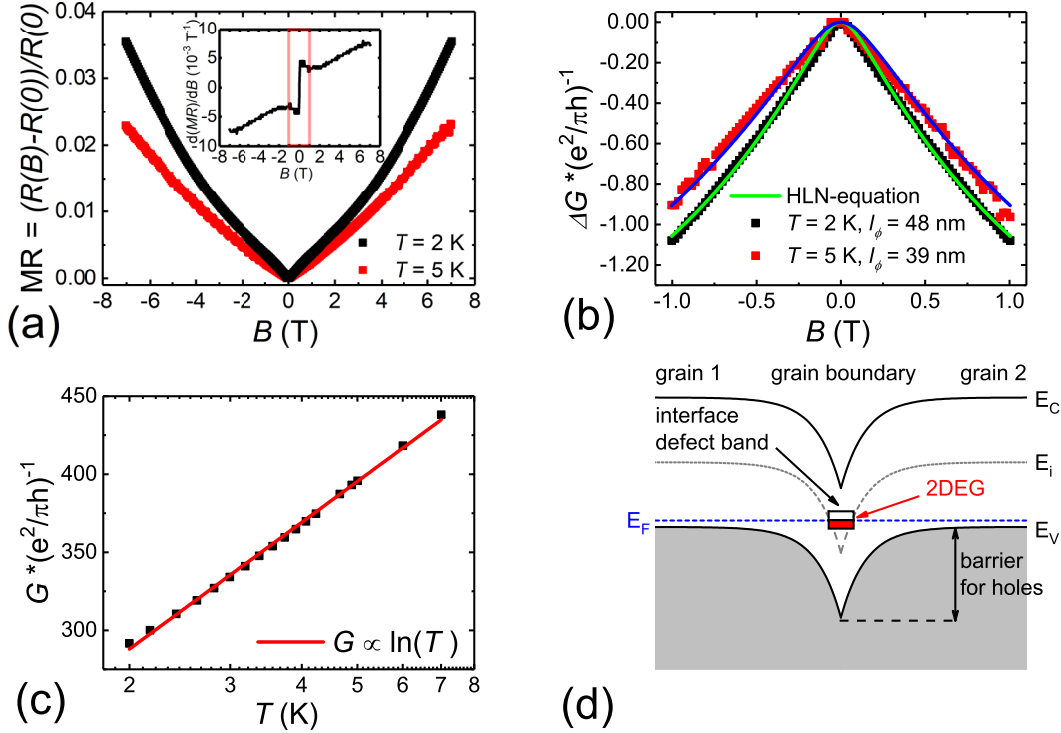 (a)
MR = (R(B)-R(0))/R(0)
0.04
0.03
0.02
0.01
0.00
-8 -6 -4 -2 0 2 4 6 8
B (T)
T = 2 K
T = 5 K
d(MR)/dB (10⁻³ T⁻¹)
10
5
0
-5
10
-8 -6 -4 -2 0 2 4 6 8
B (T)
(b)
ΔG*(e²/πh)⁻¹
0.00
-0.20
-0.40
-0.60
-0.80
-1.00
-1.20
-1.0 -0.5 0.0 0.5 1.0
B (T)
HLN-equation
T = 2 K, l_ϕ = 48 nm
T = 5 K, l_ϕ = 39 nm
(c)
G*(e²/πh)⁻¹
450
400
350
300
2 3 4 5 6 7 8
T (K)
G ∝ ln(T)
(d)
grain 1 grain boundary grain 2
interface
defect band
2DEG
E_C
E_i
E_F
E_V
barrier
for holes